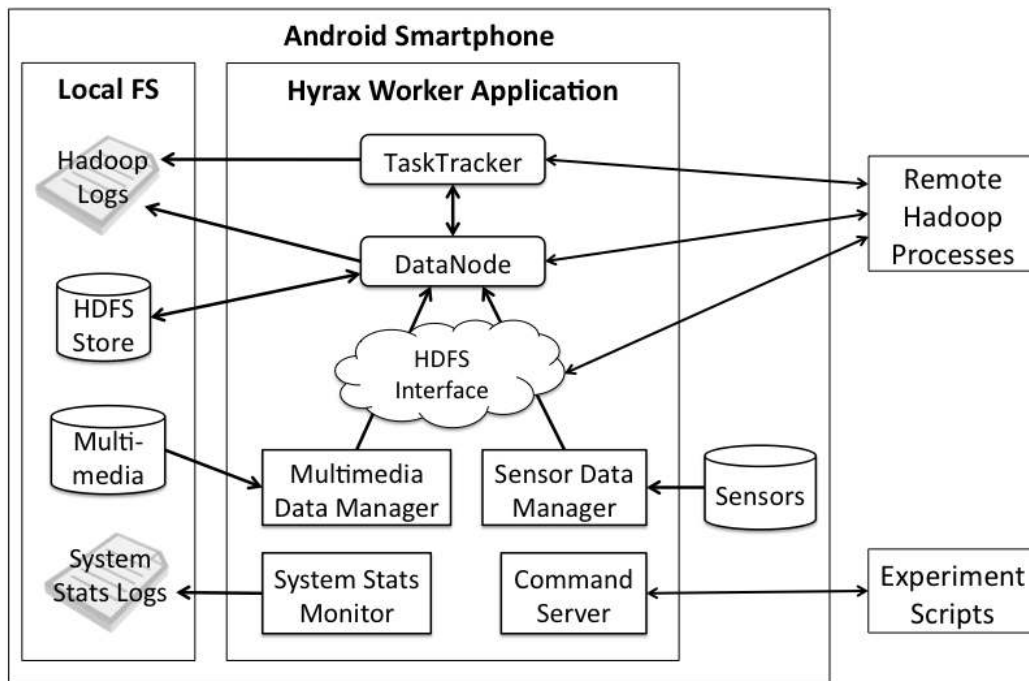 Android Smartphone
Local FS
Hyrax Worker Application
Hadoop
Logs
TaskTracker
Remote
Hadoop
Processes
DataNode
HDFS
Store
HDFS
Interface
Multi-
media
Multimedia
Data Manager
Sensor Data
Manager
Sensors
System
Stats Logs
System Stats
Monitor
Command
Server
Experiment
Scripts